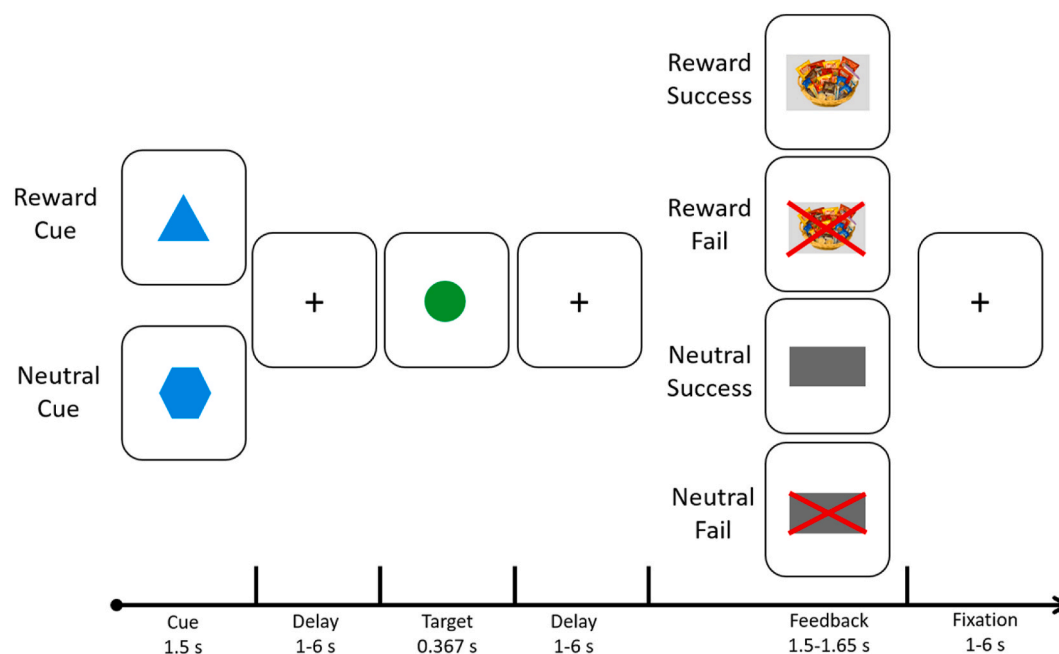 Reward
Cue
Neutral
Cue
+
+
Reward
Success
Reward
Fail
Neutral
Success
Neutral
Fail
+
Cue
1.5 s
Delay
1-6 s
Target
0.367 s
Delay
1-6 s
Feedback
1.5-1.65 s
Fixation
1-6 s